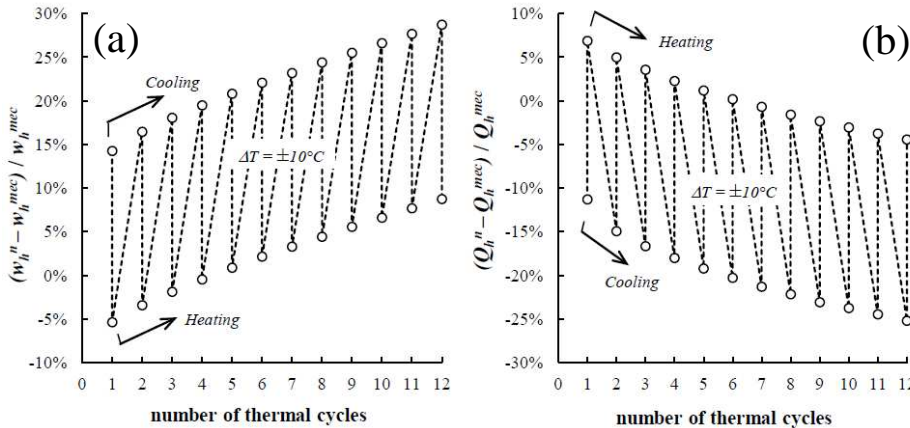 (a)
(w_h^n – w_h^mec) / w_h^mec
30%
25%
20%
15%
10%
5%
0%
-5%
-10%
Cooling
ΔT = ±10°C
Heating
0 1 2 3 4 5 6 7 8 9 10 11 12
number of thermal cycles
(b)
(Q_h^n – Q_h^mec) / Q_h^mec
10%
5%
0%
-5%
-10%
-15%
-20%
-25%
-30%
Heating
ΔT = ±10°C
Cooling
0 1 2 3 4 5 6 7 8 9 10 11 12
number of thermal cycles